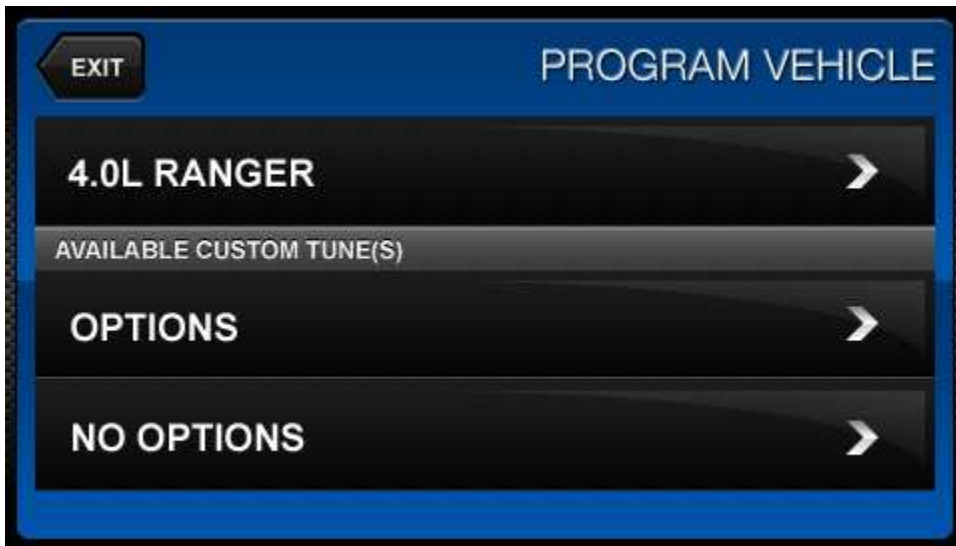 EXIT
PROGRAM VEHICLE
4.0L RANGER
AVAILABLE CUSTOM TUNE(S)
OPTIONS
NO OPTIONS